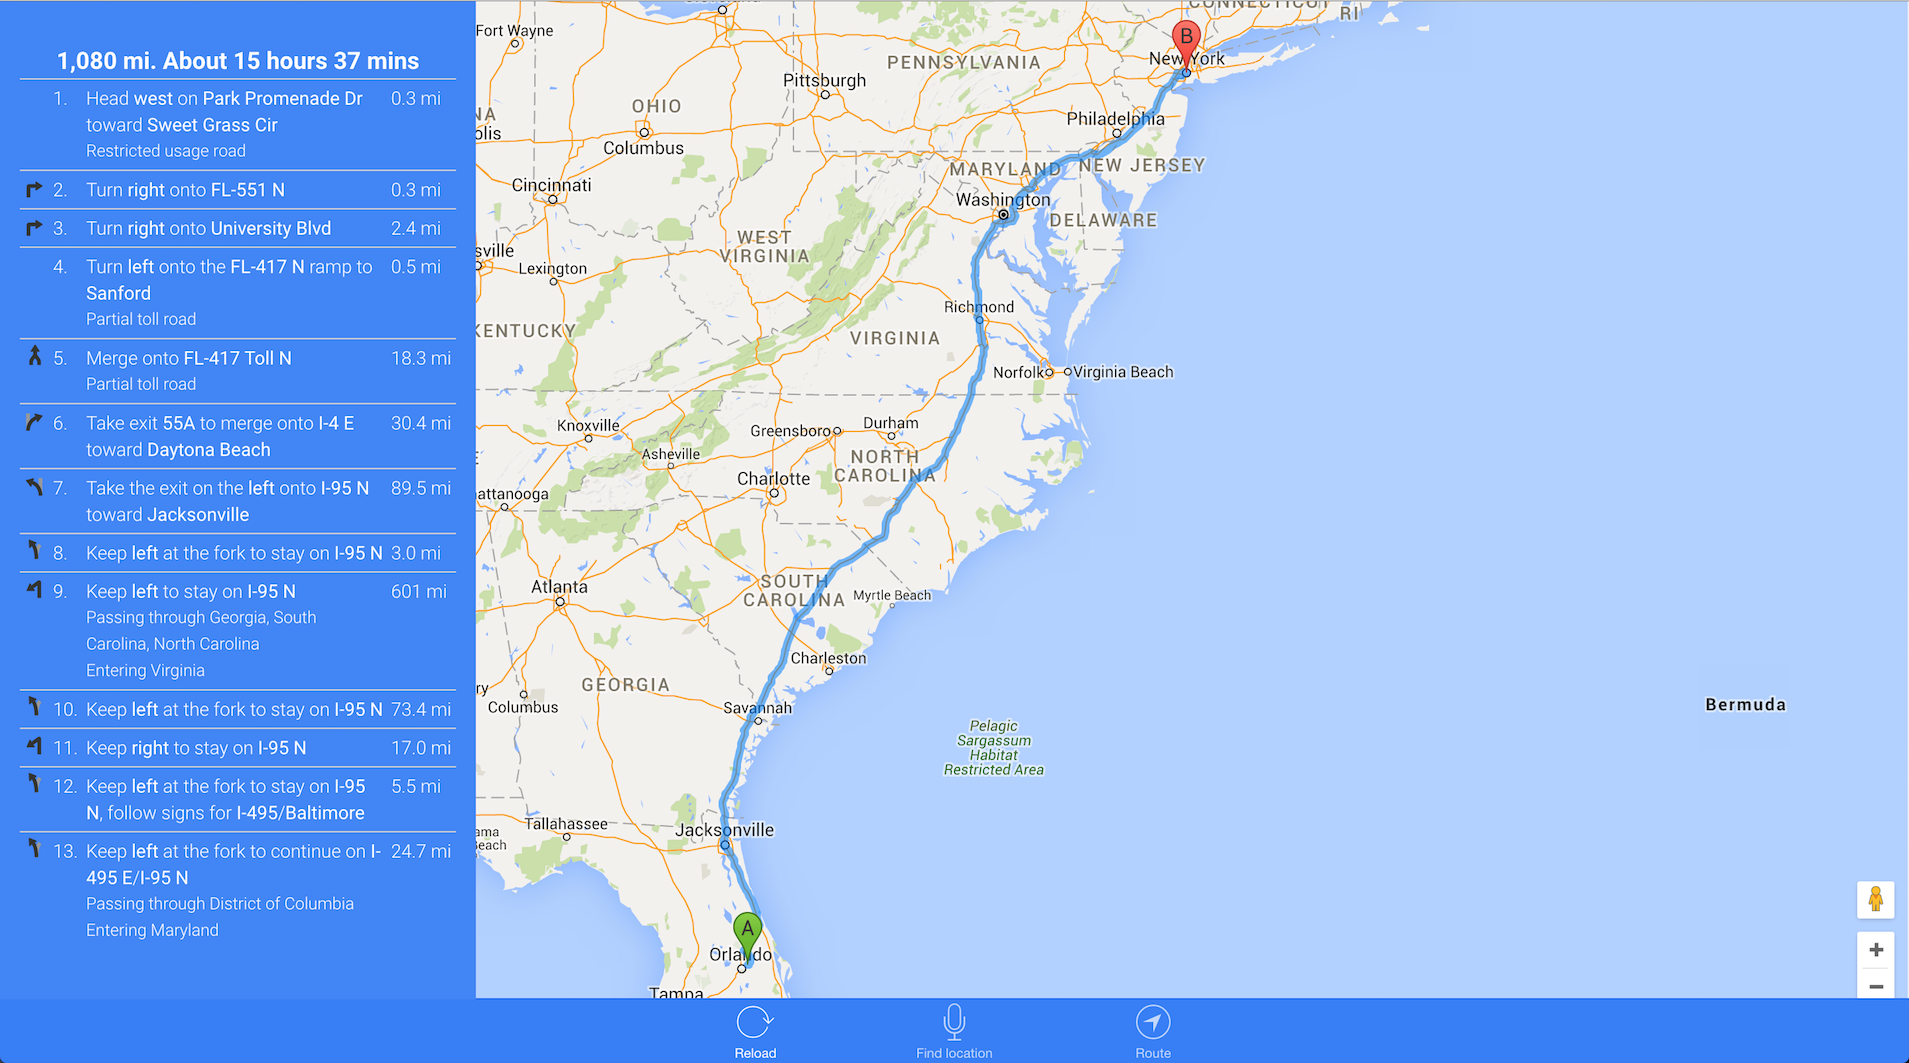 1,080 mi. About 15 hours 37 mins
1. Head west on Park Promenade Dr 0.3 mi
toward Sweet Grass Cir
Restricted usage road
2. Turn right onto FL-551 N 0.3 mi
3. Turn right onto University Blvd 2.4 mi
4. Turn left onto the FL-417 N ramp to 0.5 mi
Sanford
Partial toll road
5. Merge onto FL-417 Toll N 18.3 mi
Partial toll road
6. Take exit 55A to merge onto I-4 E 30.4 mi
toward Daytona Beach
7. Take the exit on the left onto I-95 N 89.5 mi
toward Jacksonville
8. Keep left at the fork to stay on I-95 N 3.0 mi
9. Keep left to stay on I-95 N 601 mi
Passing through Georgia, South
Carolina, North Carolina
Entering Virginia
10. Keep left at the fork to stay on I-95 N 73.4 mi
11. Keep right to stay on I-95 N 17.0 mi
12. Keep left at the fork to stay on I-95 5.5 mi
N, follow signs for I-495/Baltimore
13. Keep left at the fork to continue on I- 24.7 mi
495 E/I-95 N
Passing through District of Columbia
Entering Maryland
CONNECTICUT
RI
Fort Wayne
B
New York
PENNSYLVANIA
Pittsburgh
OHIO
NA
olis
Columbus
Philadelphia
MARYLAND
NEW JERSEY
Cincinnati
Washington
DELAWARE
WEST
VIRGINIA
sville
Lexington
Richmond
KENTUCKY
VIRGINIA
Norfolk
Virginia Beach
Knoxville
Greensboro
Durham
Asheville
NORTH
CAROLINA
Charlotte
attanooga
Atlanta
SOUTH
CAROLINA
Myrtle Beach
Charleston
GEORGIA
ry
Columbus
Savannah
Bermuda
Pelagic
Sargassum
Habitat
Restricted Area
Tallahassee
Jacksonville
ama
Beach
A
Orlando
Tampa
+
−
Reload
Find location
Route